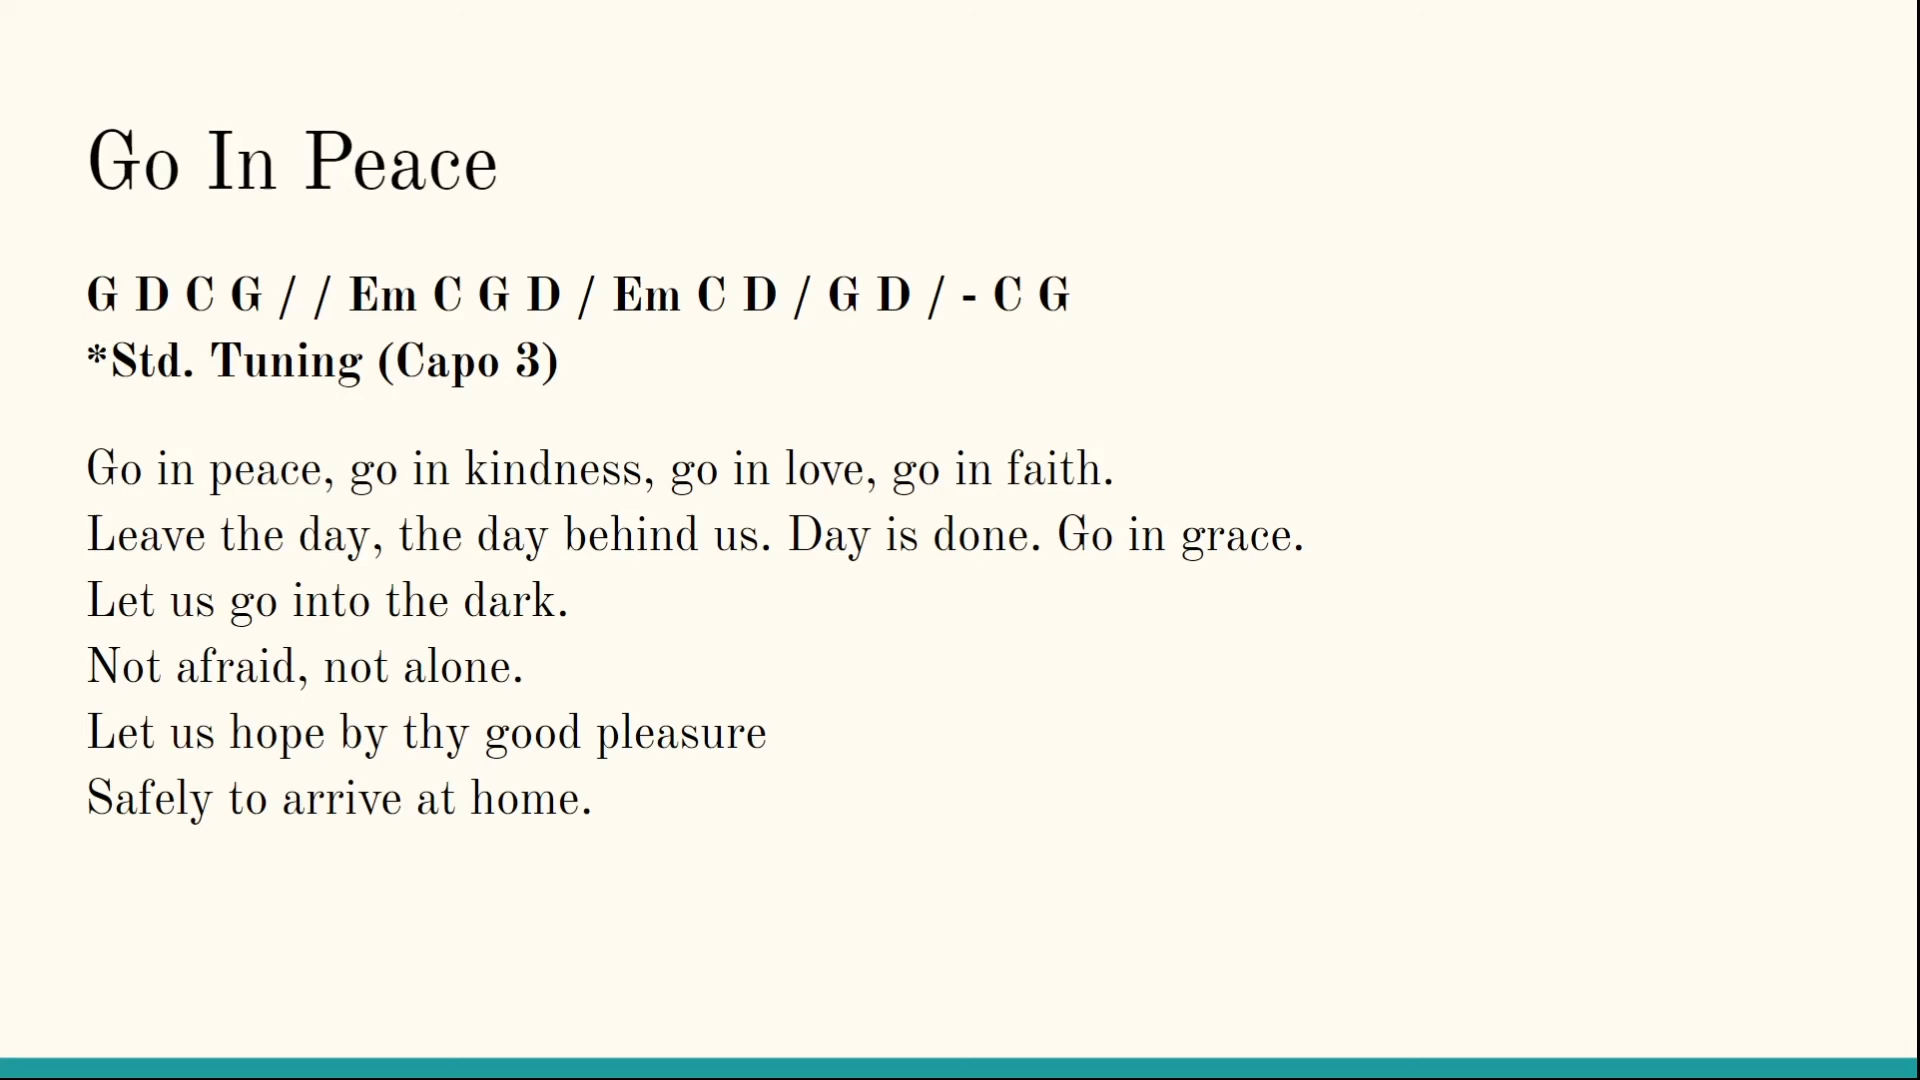 Go In Peace
G D C G / / Em C G D / Em C D / G D / - C G
*Std. Tuning (Capo 3)
Go in peace, go in kindness, go in love, go in faith.
Leave the day, the day behind us. Day is done. Go in grace.
Let us go into the dark.
Not afraid, not alone.
Let us hope by thy good pleasure
Safely to arrive at home.